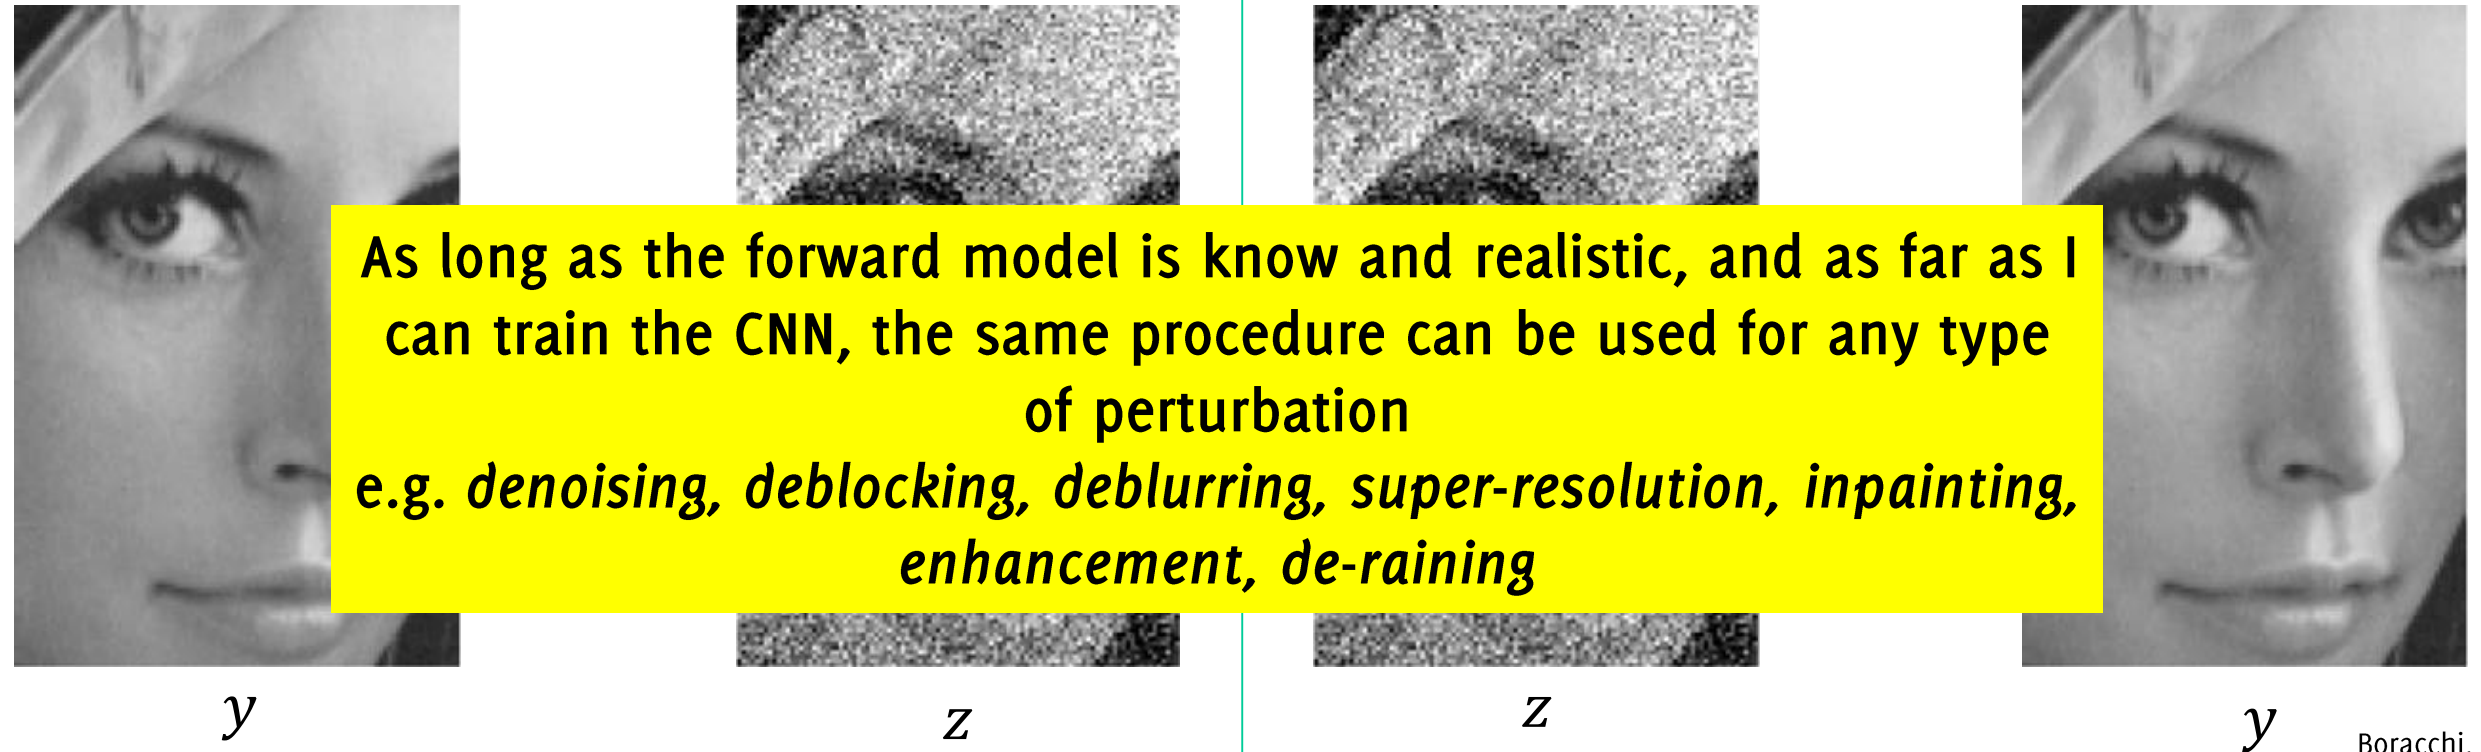 As long as the forward model is know and realistic, and as far as I
can train the CNN, the same procedure can be used for any type
of perturbation
e.g. denoising, deblocking, deblurring, super-resolution, inpainting,
enhancement, de-raining
y
z
z
y
Boracchi,